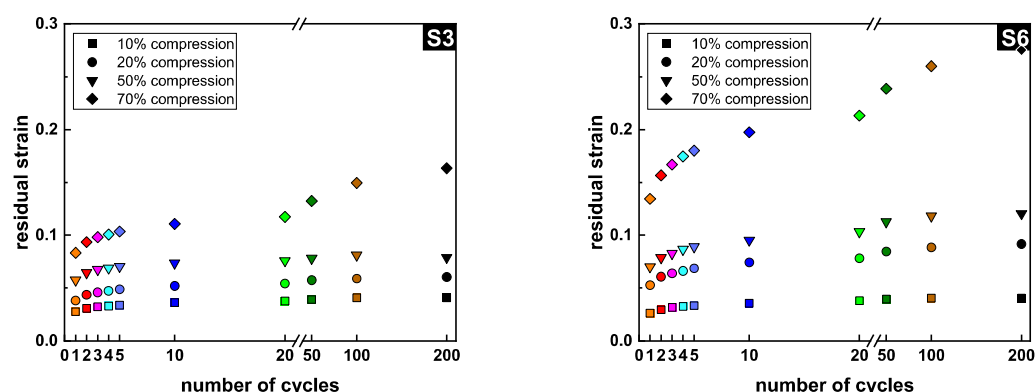 0.3
S3
10% compression
20% compression
50% compression
70% compression
0.2
0.1
0.0
residual strain
0 1 2 3 4 5 10 20 50 100 200
number of cycles
0.3
S6
10% compression
20% compression
50% compression
70% compression
0.2
0.1
0.0
residual strain
0 1 2 3 4 5 10 20 50 100 200
number of cycles